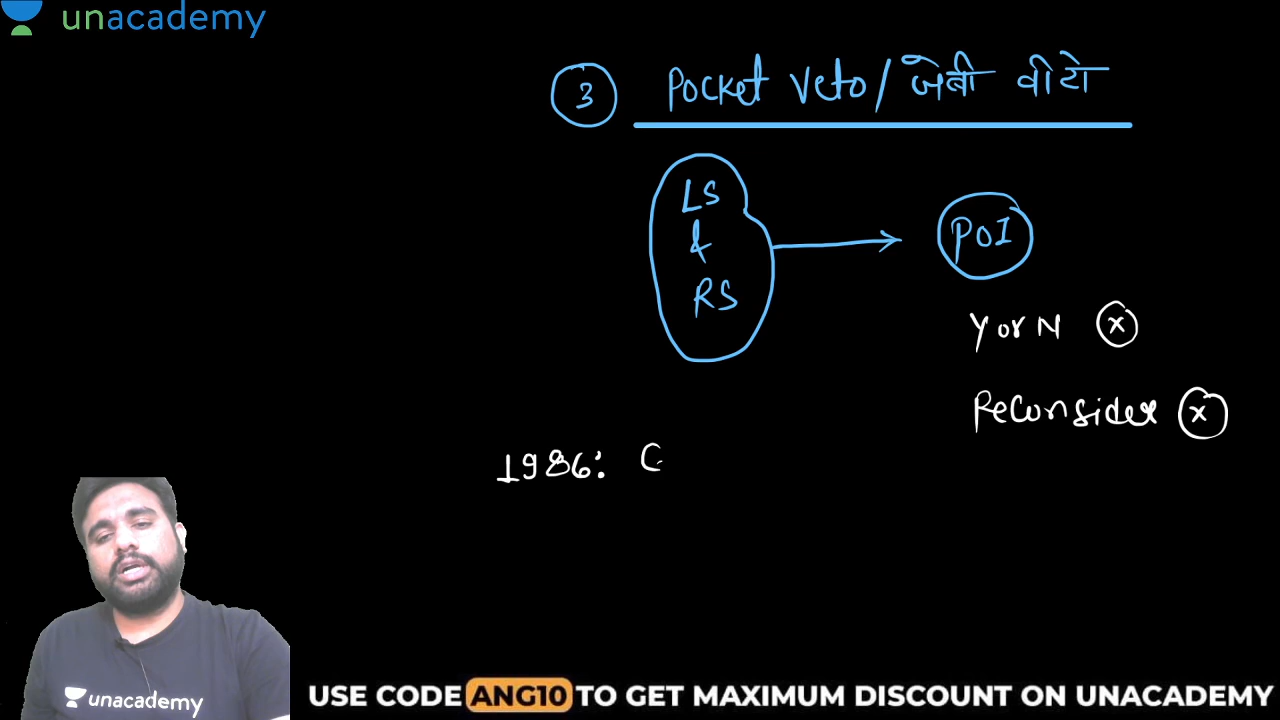 unacademy
3 Pocket Veto/जेबी वीटो
LS
&
RS
POI
Y or N x
Reconsider x
1986: C
unacademy
USE CODE ANG10 TO GET MAXIMUM DISCOUNT ON UNACADEMY